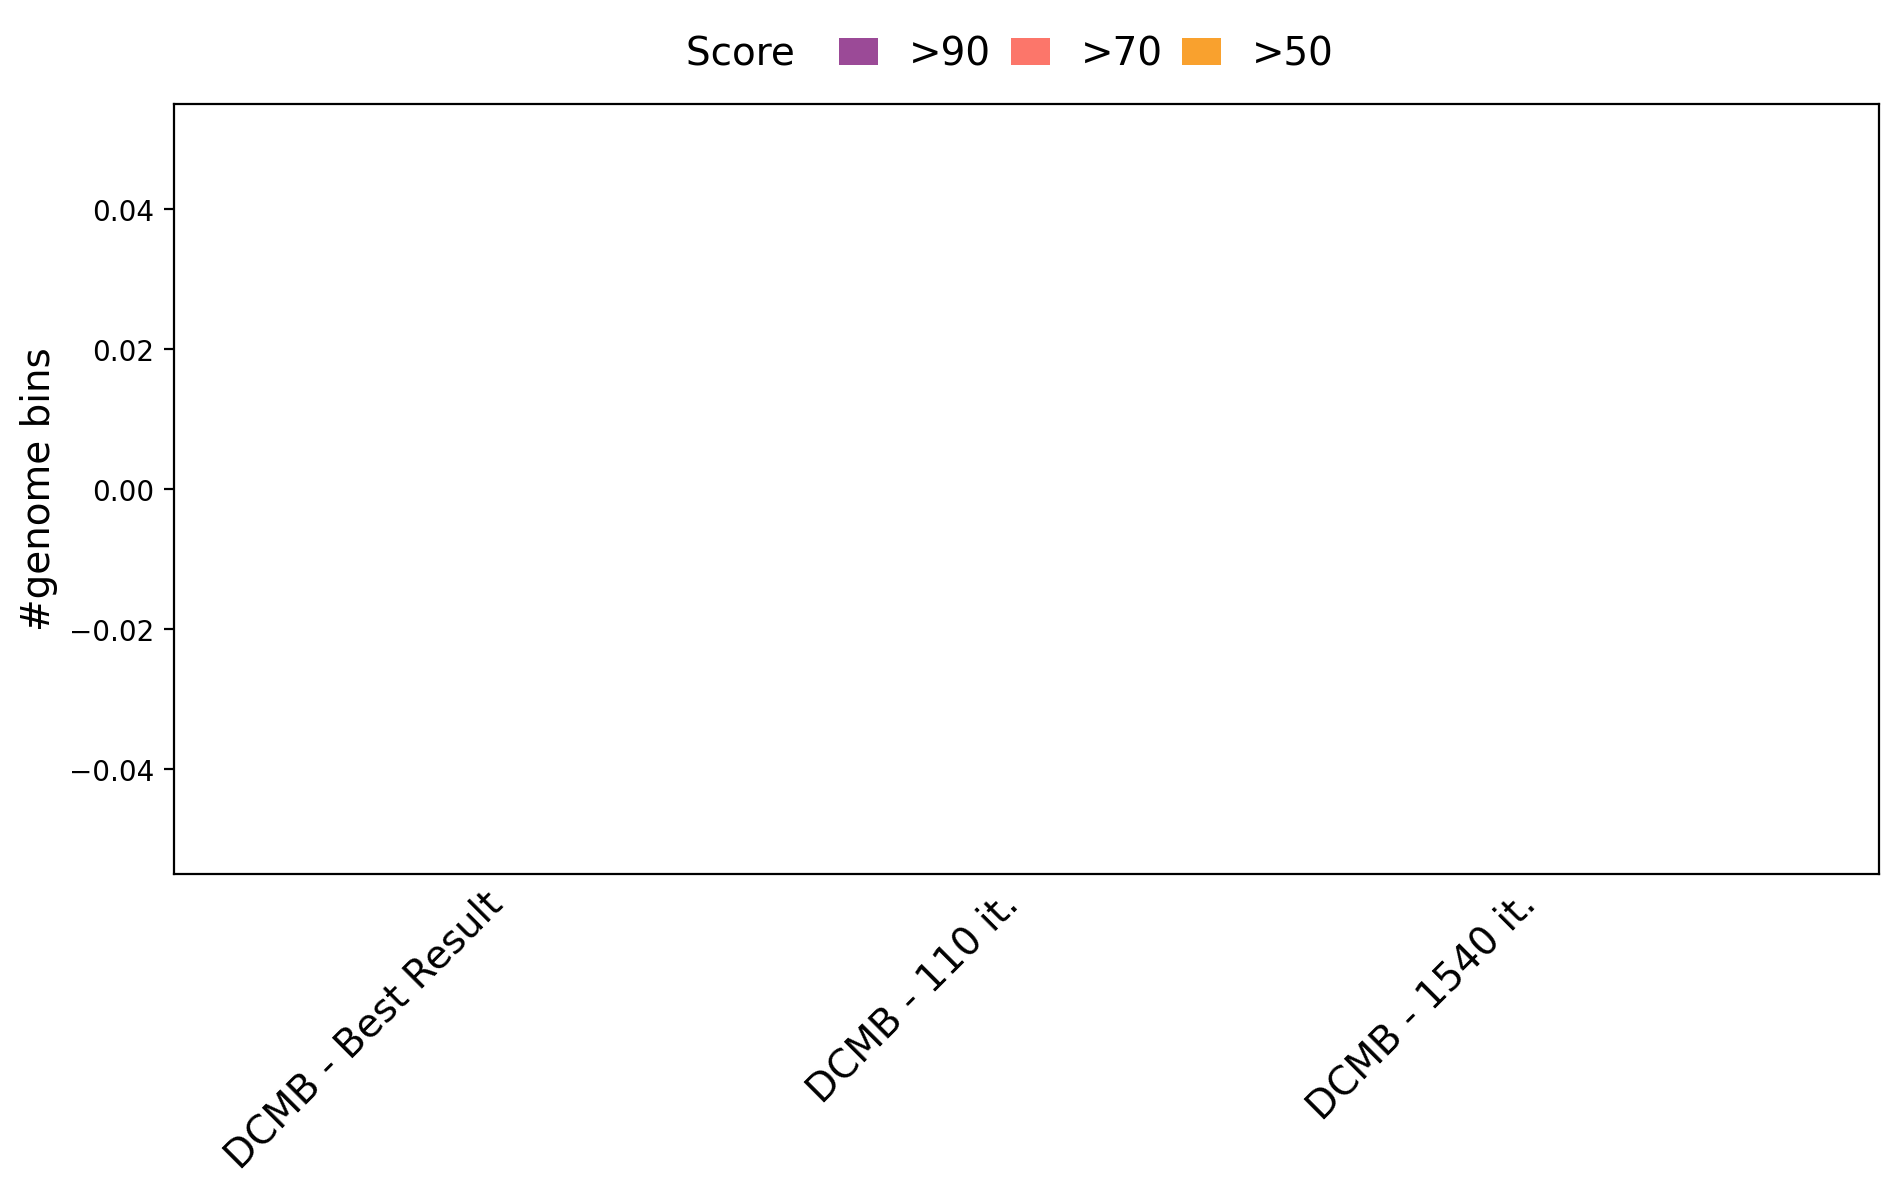 Score >90 >70 >50
#genome bins
0.04
0.02
0.00
−0.02
−0.04
DCMB - Best Result
DCMB - 110 it.
DCMB - 1540 it.